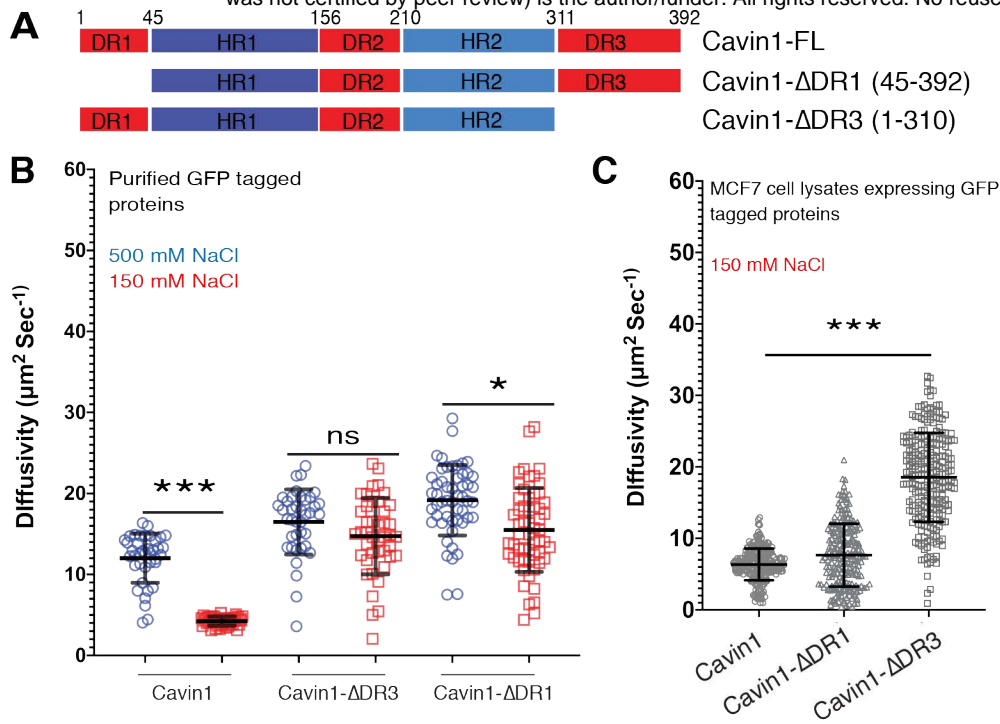 was not certified by peer review) is the author/funder. All rights reserved. No reuse
A
1 45 156 210 311 392
DR1 HR1 DR2 HR2 DR3 Cavin1-FL
HR1 DR2 HR2 DR3 Cavin1-ΔDR1 (45-392)
DR1 HR1 DR2 HR2 Cavin1-ΔDR3 (1-310)
B
Purified GFP tagged
proteins
500 mM NaCl
150 mM NaCl
DIffusivity (µm² Sec⁻¹)
60
50
40
30
20
10
0
***
ns
*
Cavin1 Cavin1-ΔDR3 Cavin1-ΔDR1
C
MCF7 cell lysates expressing GFP
tagged proteins
150 mM NaCl
DIffusivity (µm² Sec⁻¹)
60
50
40
30
20
10
0
***
Cavin1
Cavin1-ΔDR1
Cavin1-ΔDR3